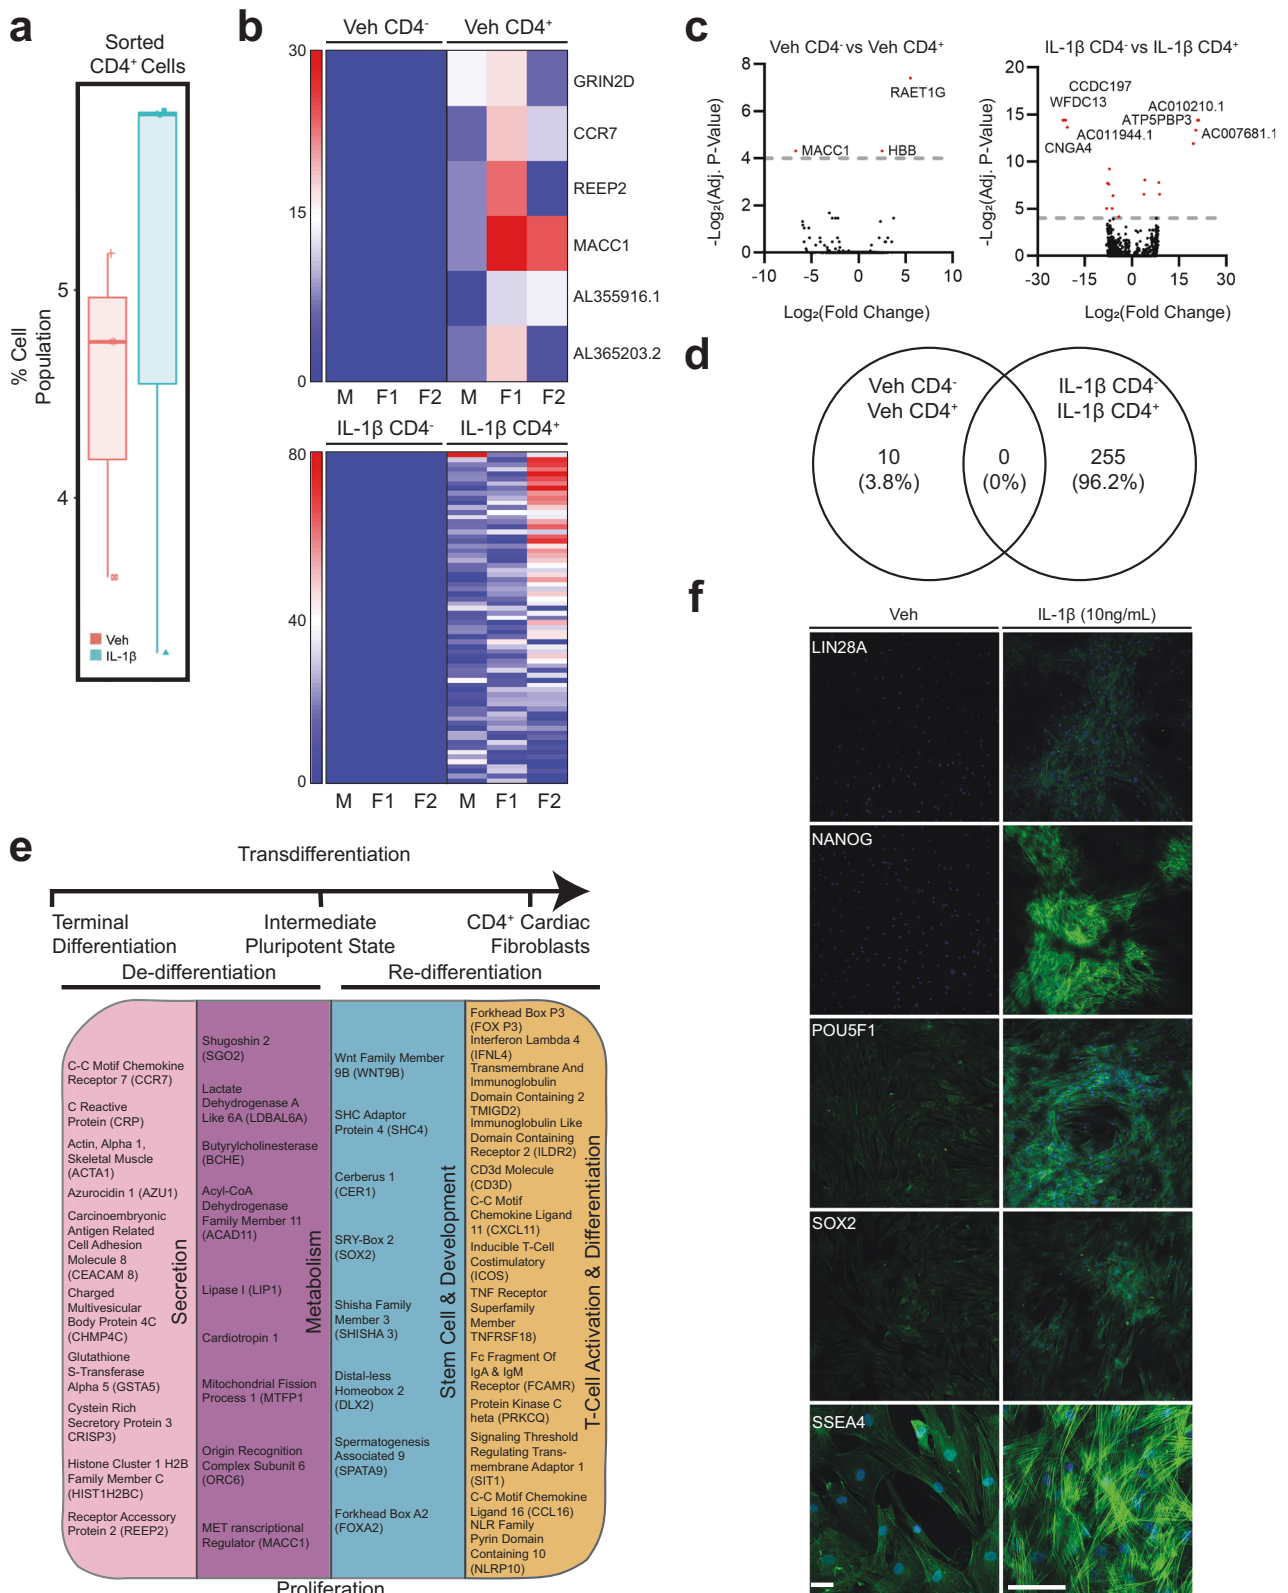 a
Sorted
CD4⁺ Cells
% Cell
Population
5
4
Veh
IL-1β
b
Veh CD4⁻
Veh CD4⁺
30
15
0
GRIN2D
CCR7
REEP2
MACC1
AL355916.1
AL365203.2
M F1 F2 M F1 F2
IL-1β CD4⁻
IL-1β CD4⁺
80
40
0
M F1 F2 M F1 F2
c
Veh CD4⁻ vs Veh CD4⁺
-Log₂(Adj. P-Value)
8
6
4
2
0
RAET1G
MACC1
HBB
-10 -5 0 5 10
Log₂(Fold Change)
IL-1β CD4⁻ vs IL-1β CD4⁺
-Log₂(Adj. P-Value)
20
15
10
5
0
CCDC197
WFDC13
AC010210.1
ATP5PBP3
AC011944.1
AC007681.1
CNGA4
-30 -15 0 15 30
Log₂(Fold Change)
d
Veh CD4⁻
Veh CD4⁺
10
(3.8%)
0
(0%)
IL-1β CD4⁻
IL-1β CD4⁺
255
(96.2%)
e
Transdifferentiation
Terminal
Differentiation
Intermediate
Pluripotent State
CD4⁺ Cardiac
Fibroblasts
De-differentiation
Re-differentiation
C-C Motif Chemokine
Receptor 7 (CCR7)
C Reactive
Protein (CRP)
Actin, Alpha 1,
Skeletal Muscle
(ACTA1)
Azurocidin 1 (AZU1)
Carcinoembryonic
Antigen Related
Cell Adhesion
Molecule 8
(CEACAM 8)
Charged
Multivesicular
Body Protein 4C
(CHMP4C)
Glutathione
S-Transferase
Alpha 5 (GSTA5)
Cystein Rich
Secretory Protein 3
CRISP3)
Histone Cluster 1 H2B
Family Member C
(HIST1H2BC)
Receptor Accessory
Protein 2 (REEP2)
Secretion
Shugoshin 2
(SGO2)
Lactate
Dehydrogenase A
Like 6A (LDBAL6A)
Butyrylcholinesterase
(BCHE)
Acyl-CoA
Dehydrogenase
Family Member 11
(ACAD11)
Lipase I (LIP1)
Cardiotropin 1
Mitochondrial Fission
Process 1 (MTFP1
Origin Recognition
Complex Subunit 6
(ORC6)
MET ranscriptional
Regulator (MACC1)
Metabolism
Wnt Family Member
9B (WNT9B)
SHC Adaptor
Protein 4 (SHC4)
Cerberus 1
(CER1)
SRY-Box 2
(SOX2)
Shisha Family
Member 3
(SHISHA 3)
Distal-less
Homeobox 2
(DLX2)
Spermatogenesis
Associated 9
(SPATA9)
Forkhead Box A2
(FOXA2)
Stem Cell & Development
Forkhead Box P3
(FOX P3)
Interferon Lambda 4
(IFNL4)
Transmembrane And
Immunoglobulin
Domain Containing 2
TMIGD2)
Immunoglobulin Like
Domain Containing
Receptor 2 (ILDR2)
CD3d Molecule
(CD3D)
C-C Motif
Chemokine Ligand
11 (CXCL11)
Inducible T-Cell
Costimulatory
(ICOS)
TNF Receptor
Superfamily
Member
TNFRSF18)
Fc Fragment Of
IgA & IgM
Receptor (FCAMR)
Protein Kinase C
heta (PRKCQ)
Signaling Threshold
Regulating Trans-
membrane Adaptor 1
(SIT1)
C-C Motif Chemokine
Ligand 16 (CCL16)
NLR Family
Pyrin Domain
Containing 10
(NLRP10)
T-Cell Activation & Differentiation
Proliferation
f
Veh
IL-1β (10ng/mL)
LIN28A
NANOG
POU5F1
SOX2
SSEA4